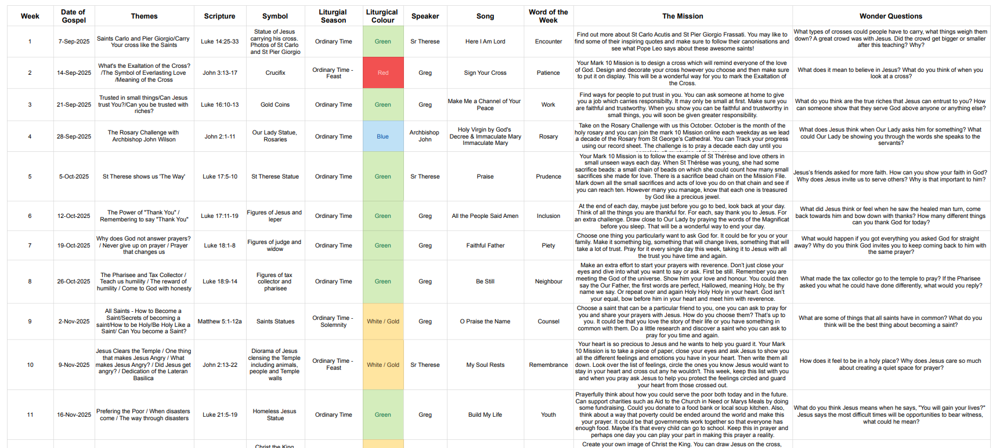 Week
Date of
Gospel
Themes
Scripture
Symbol
Liturgial
Season
Liturgical
Colour
Speaker
Song
Word of the
Week
The Mission
Wonder Questions
1
7-Sep-2025
Saints Carlo and Pier Giorgio/Carry
Your cross like the Saints
Luke 14:25-33
Statue of Jesus
carrying his cross.
Photos of St Carlo
and St Pier Giorgio
Ordinary Time
Green
Sr Therese
Here I Am Lord
Encounter
Find out more about St Carlo Acutis and St Pier Giorgio Frassati. You may like to
find some of their inspiring quotes and make sure to follow their canonisations and
see what Pope Leo says about these awesome saints!
What types of crosses could people have to carry, what things weigh them
down? A great crowd was with Jesus. Did the crowd get bigger or smaller
after this teaching? Why?
2
14-Sep-2025
What's the Exaltation of the Cross?
/The Symbol of Everlasting Love
/Meaning of the Cross
John 3:13-17
Crucifix
Ordinary Time -
Feast
Red
Greg
Sign Your Cross
Patience
Your Mark 10 Mission is to design a cross which will remind everyone of the love
of God. Design and decorate your cross however you choose and then make sure
to put it on display. This will be a wonderful way for you to mark the Exaltation of
the Cross.
What does it mean to believe in Jesus? What do you think of when you
look at a cross?
3
21-Sep-2025
Trusted in small things/Can Jesus
trust You?/Can you be trusted with
riches?
Luke 16:10-13
Gold Coins
Ordinary Time
Green
Greg
Make Me a Channel of Your
Peace
Work
Find ways for people to put trust in you. You can ask someone at home to give
you a job which carries responsibilty. It may only be small at first. Make sure you
are faithful and trustworthy. When you show you can be faithful and trustworthy in
small things, you will soon be given greater responsibility.
What do you think are the true riches that Jesus can entrust to you? How
can someone show that they serve God above anyone or anything else?
4
28-Sep-2025
The Rosary Challenge with
Archbishop John Wilson
John 2:1-11
Our Lady Statue,
Rosaries
Ordinary Time
Blue
Archbishop
John
Holy Virgin by God's
Decree & Immaculate Mary
Immaculate Mary
Rosary
Take on the Rosary Challenge with us this October. October is the month of the
holy rosary and you can join the mark 10 Mission online each weekday as we lead
a decade of the Rosary from St George's Cathedral. You can Track your progress
using our record sheet. The challenge is to pray a decade each day until you
What does Jesus think when Our Lady asks him for something? What
could Our Lady be showing you through the words she speaks to the
servants?
5
5-Oct-2025
St Therese shows us 'The Way'
Luke 17:5-10
St Therese Statue
Ordinary Time
Green
Sr Therese
Praise
Prudence
Your Mark 10 Mission is to follow the example of St Thérèse and love others in
small unseen ways each day. When St Thérèse was young, she had some
sacrifice beads: a small chain of beads on which she could count how many small
sacrifices she made for love. There is a sacrifice bead chain on the Mission File.
Mark down all the small sacrifices and acts of love you do on that chain and see if
you can reach ten. However many you manage, know that each one is treasured
by God like a precious jewel.
Jesus's friends asked for more faith. How can you show your faith in God?
Why does Jesus invite us to serve others? Why is that important to him?
6
12-Oct-2025
The Power of "Thank You" /
Remembering to say "Thank You"
Luke 17:11-19
Figures of Jesus and
leper
Ordinary Time
Green
Greg
All the People Said Amen
Inclusion
At the end of each day, maybe just before you go to bed, look back at your day.
Think of all the things you are thankful for. For each, say thank you to Jesus. For
an extra challenge. Draw close to Our Lady by praying the words of the Magnificat
before you sleep. That will be a wonderful way to end your day.
What did Jesus think or feel when he saw the healed man turn, come
back towards him and bow down with thanks? How many different things
can you thank God for today?
7
19-Oct-2025
Why does God not answer prayers?
/ Never give up on prayer / Prayer
that changes us
Luke 18:1-8
Figures of judge and
widow
Ordinary Time
Green
Greg
Faithful Father
Piety
Choose one thing you particularly want to ask God for. It could be for you or your
family. Make it something big, something that will change lives, something that will
take a lot of trust. Pray for it every single day this week, taking it to Jesus with all
the trust you have time and again.
What would happen if you got everything you asked God for straight
away? Why do you think God invites you to keep coming back to him with
the same prayer?
8
26-Oct-2025
The Pharisee and Tax Collector /
Teach us humility / The reward of
humility / Come to God with honesty
Luke 18:9-14
Figures of tax
collector and
pharisee
Ordinary Time
Green
Greg
Be Still
Neighbour
Make an extra effort to start your prayers with reverence. Don't just close your
eyes and dive into what you want to say or ask. First be still. Remember you are
meeting the God of the universe. Show him your love and honour. You could then
say the Our Father, the first words are perfect, Hallowed, meaning Holy, be thy
name we say. Or repeat over and again Holy Holy Holy in your heart. God isn't
your equal, bow before him in your heart and meet him with reverence.
What made the tax collector go to the temple to pray? If the Pharisee
asked you what he could have done differently, what would you reply?
9
2-Nov-2025
All Saints - How to Become a
Saint/Secrets of becoming a
saint/How to be Holy/Be Holy Like a
Saint/ Can You become a Saint?
Matthew 5:1-12a
Saints Statues
Ordinary Time -
Solemnity
White / Gold
Greg
O Praise the Name
Counsel
Choose a saint that can be a particular friend to you, one you can ask to pray for
you and share your prayers with Jesus. How do you choose them? That's up to
you. It could be that you love the story of their life or you have something in
common with them. Do a little research and discover a saint who you can ask to
pray for you time and again.
What are some of things that all saints have in common? What do you
think will be the best thing about becoming a saint?
10
9-Nov-2025
Jesus Clears the Temple / One thing
that makes Jesus Angry / What
makes Jesus Angry? / Did Jesus get
angry? / Dedication of the Lateran
Basilica
John 2:13-22
Diorama of Jesus
clensing the Temple
including animals,
people and Temple
walls
Ordinary Time -
Feast
White / Gold
Sr Therese
My Soul Rests
Remembrance
Your heart is so precious to Jesus and he wants to help you guard it. Your Mark
10 Mission is to take a piece of paper, close your eyes and ask Jesus to show you
all the different feelings and emotions you have in your heart. Then write them all
down. Look over the list of feelings, circle the ones you know Jesus would want to
stay in your heart and cross out any he wouldn't. This week, keep this list with you
and when you pray ask Jesus to help you protect the feelings circled and guard
your heart from those crossed out.
How does it feel to be in a holy place? Why does Jesus care so much
about creating a quiet space for prayer?
11
16-Nov-2025
Prefering the Poor / When disasters
come / The way through disasters
Luke 21:5-19
Homeless Jesus
Statue
Ordinary Time
Green
Greg
Build My Life
Youth
Prayerfully think about how you could serve the poor both today and in the future.
Can support charities such as Aid to the Church in Need or Marys Meals by doing
some fundraising. Could you donate to a food bank or local soup kitchen. Also,
think about a way that poverty could be ended around the world and make this
your prayer. It could be that governments work together so that everyone has
enough food. Maybe it's that every child can go to school. Keep this in prayer and
perhaps one day you can play your part in making this prayer a reality.
What do you think Jesus means when he says, "You will gain your lives?"
Jesus says the most difficult times will be opportunities to bear witness,
what could he mean?
Christ the King
Create your own image of Christ the King. You can draw Jesus on the cross,